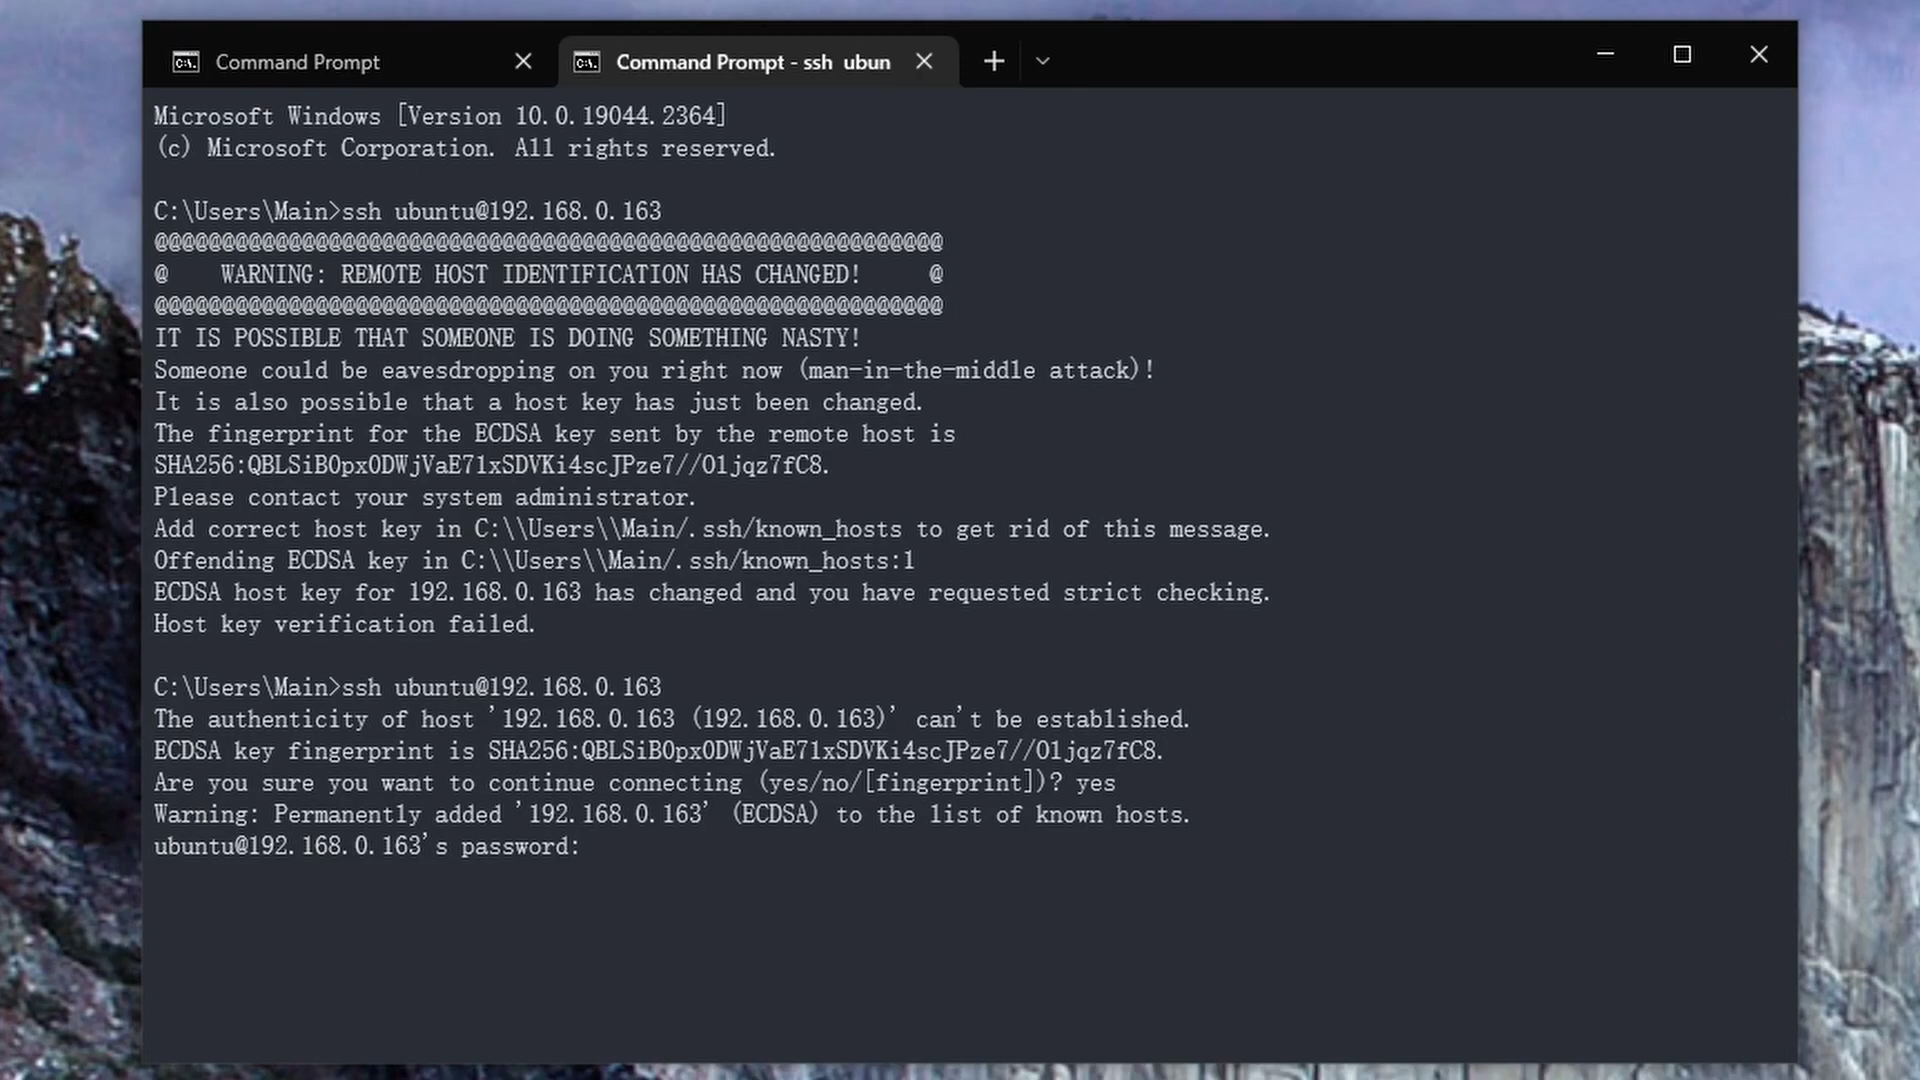 Command Prompt
Command Prompt - ssh ubun
Microsoft Windows [Version 10.0.19044.2364]
(c) Microsoft Corporation. All rights reserved.
C:\Users\Main>ssh ubuntu@192.168.0.163
@@@@@@@@@@@@@@@@@@@@@@@@@@@@@@@@@@@@@@@@@@@@@@@@@@@@@@@@@@@
@    WARNING: REMOTE HOST IDENTIFICATION HAS CHANGED!     @
@@@@@@@@@@@@@@@@@@@@@@@@@@@@@@@@@@@@@@@@@@@@@@@@@@@@@@@@@@@
IT IS POSSIBLE THAT SOMEONE IS DOING SOMETHING NASTY!
Someone could be eavesdropping on you right now (man-in-the-middle attack)!
It is also possible that a host key has just been changed.
The fingerprint for the ECDSA key sent by the remote host is
SHA256:QBLSiB0px0DWjVaE71xSDVKi4scJPze7//O1jqz7fC8.
Please contact your system administrator.
Add correct host key in C:\\Users\\Main/.ssh/known_hosts to get rid of this message.
Offending ECDSA key in C:\\Users\\Main/.ssh/known_hosts:1
ECDSA host key for 192.168.0.163 has changed and you have requested strict checking.
Host key verification failed.
C:\Users\Main>ssh ubuntu@192.168.0.163
The authenticity of host '192.168.0.163 (192.168.0.163)' can't be established.
ECDSA key fingerprint is SHA256:QBLSiB0px0DWjVaE71xSDVKi4scJPze7//O1jqz7fC8.
Are you sure you want to continue connecting (yes/no/[fingerprint])? yes
Warning: Permanently added '192.168.0.163' (ECDSA) to the list of known hosts.
ubuntu@192.168.0.163's password: